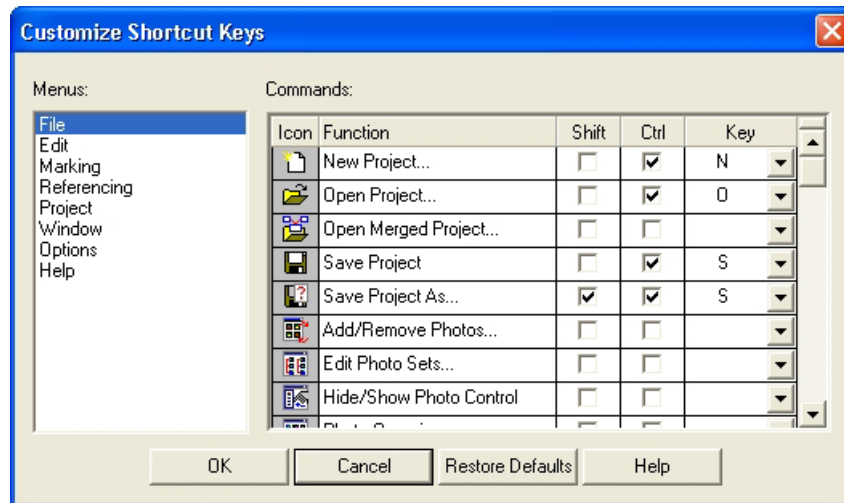 Customize Shortcut Keys
Menus:
Commands:
File
Edit
Marking
Referencing
Project
Window
Options
Help
Icon Function Shift Ctrl Key
New Project... N
Open Project... O
Open Merged Project...
Save Project S
Save Project As... S
Add/Remove Photos...
Edit Photo Sets...
Hide/Show Photo Control
OK Cancel Restore Defaults Help